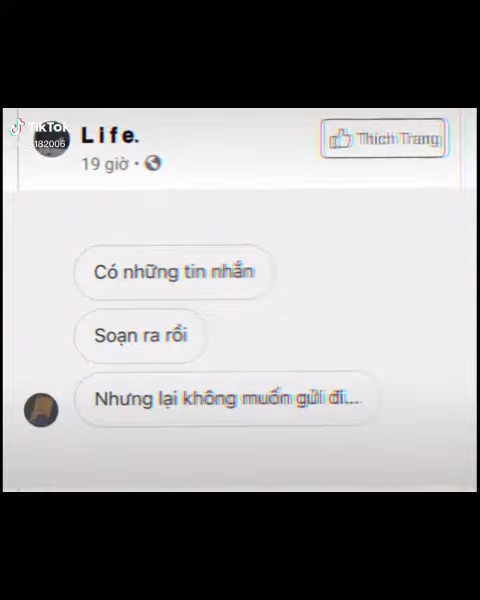 TikTok
182006
Life.
19 giờ
Thích Trang
Có những tin nhắn
Soạn ra rồi
Nhưng lại không muốn gửi đi....